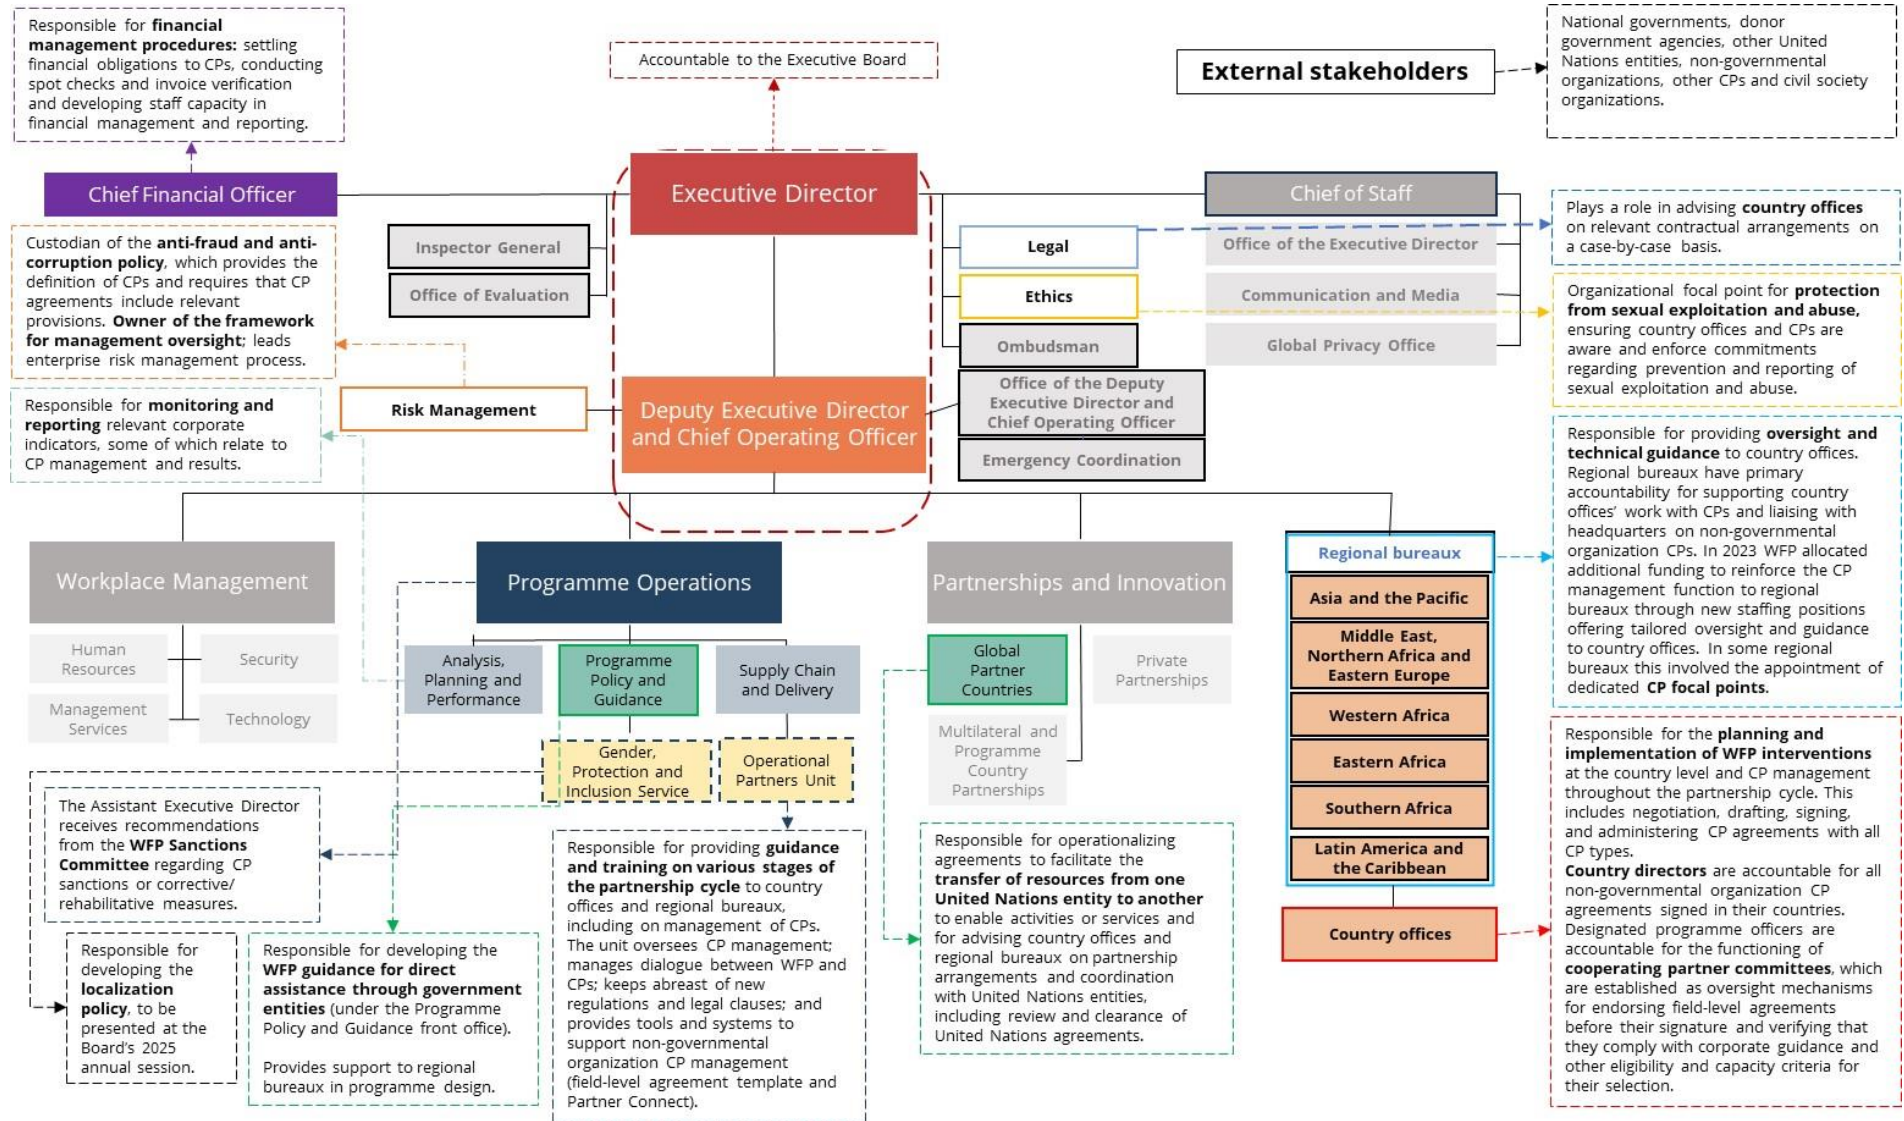 Responsible for financial
management procedures: settling
financial obligations to CPs, conducting
spot checks and invoice verification
and developing staff capacity in
financial management and reporting.
Accountable to the Executive Board
External stakeholders
National governments, donor
government agencies, other United
Nations entities, non-governmental
organizations, other CPs and civil society
organizations.
Chief Financial Officer
Executive Director
Chief of Staff
Custodian of the anti-fraud and anti-
corruption policy, which provides the
definition of CPs and requires that CP
agreements include relevant
provisions. Owner of the framework
for management oversight; leads
enterprise risk management process.
Inspector General
Office of Evaluation
Legal
Ethics
Ombudsman
Office of the Executive Director
Communication and Media
Global Privacy Office
Plays a role in advising country offices
on relevant contractual arrangements on
a case-by-case basis.
Organizational focal point for protection
from sexual exploitation and abuse,
ensuring country offices and CPs are
aware and enforce commitments
regarding prevention and reporting of
sexual exploitation and abuse.
Responsible for monitoring and
reporting relevant corporate
indicators, some of which relate to
CP management and results.
Risk Management
Deputy Executive Director
and Chief Operating Officer
Office of the Deputy
Executive Director and
Chief Operating Officer
Emergency Coordination
Responsible for providing oversight and
technical guidance to country offices.
Regional bureaux have primary
accountability for supporting country
offices' work with CPs and liaising with
headquarters on non-governmental
organization CPs. In 2023 WFP allocated
additional funding to reinforce the CP
management function to regional
bureaux through new staffing positions
offering tailored oversight and guidance
to country offices. In some regional
bureaux this involved the appointment of
dedicated CP focal points.
Workplace Management
Human
Resources
Security
Management
Services
Technology
Programme Operations
Analysis,
Planning and
Performance
Programme
Policy and
Guidance
Supply Chain
and Delivery
Gender,
Protection and
Inclusion Service
Operational
Partners Unit
Partnerships and Innovation
Global
Partner
Countries
Private
Partnerships
Multilateral and
Programme
Country
Partnerships
Regional bureaux
Asia and the Pacific
Middle East,
Northern Africa and
Eastern Europe
Western Africa
Eastern Africa
Southern Africa
Latin America and
the Caribbean
Country offices
The Assistant Executive Director
receives recommendations
from the WFP Sanctions
Committee regarding CP
sanctions or corrective/
rehabilitative measures.
Responsible for
developing the
localization
policy, to be
presented at the
Board's 2025
annual session.
Responsible for developing the
WFP guidance for direct
assistance through government
entities (under the Programme
Policy and Guidance front office).
Provides support to regional
bureaux in programme design.
Responsible for providing guidance
and training on various stages of
the partnership cycle to country
offices and regional bureaux,
including on management of CPs.
The unit oversees CP management;
manages dialogue between WFP and
CPs; keeps abreast of new
regulations and legal clauses; and
provides tools and systems to
support non-governmental
organization CP management
(field-level agreement template and
Partner Connect).
Responsible for operationalizing
agreements to facilitate the
transfer of resources from one
United Nations entity to another
to enable activities or services and
for advising country offices and
regional bureaux on partnership
arrangements and coordination
with United Nations entities,
including review and clearance of
United Nations agreements.
Responsible for the planning and
implementation of WFP interventions
at the country level and CP management
throughout the partnership cycle. This
includes negotiation, drafting, signing,
and administering CP agreements with all
CP types.
Country directors are accountable for all
non-governmental organization CP
agreements signed in their countries.
Designated programme officers are
accountable for the functioning of
cooperating partner committees, which
are established as oversight mechanisms
for endorsing field-level agreements
before their signature and verifying that
they comply with corporate guidance and
other eligibility and capacity criteria for
their selection.